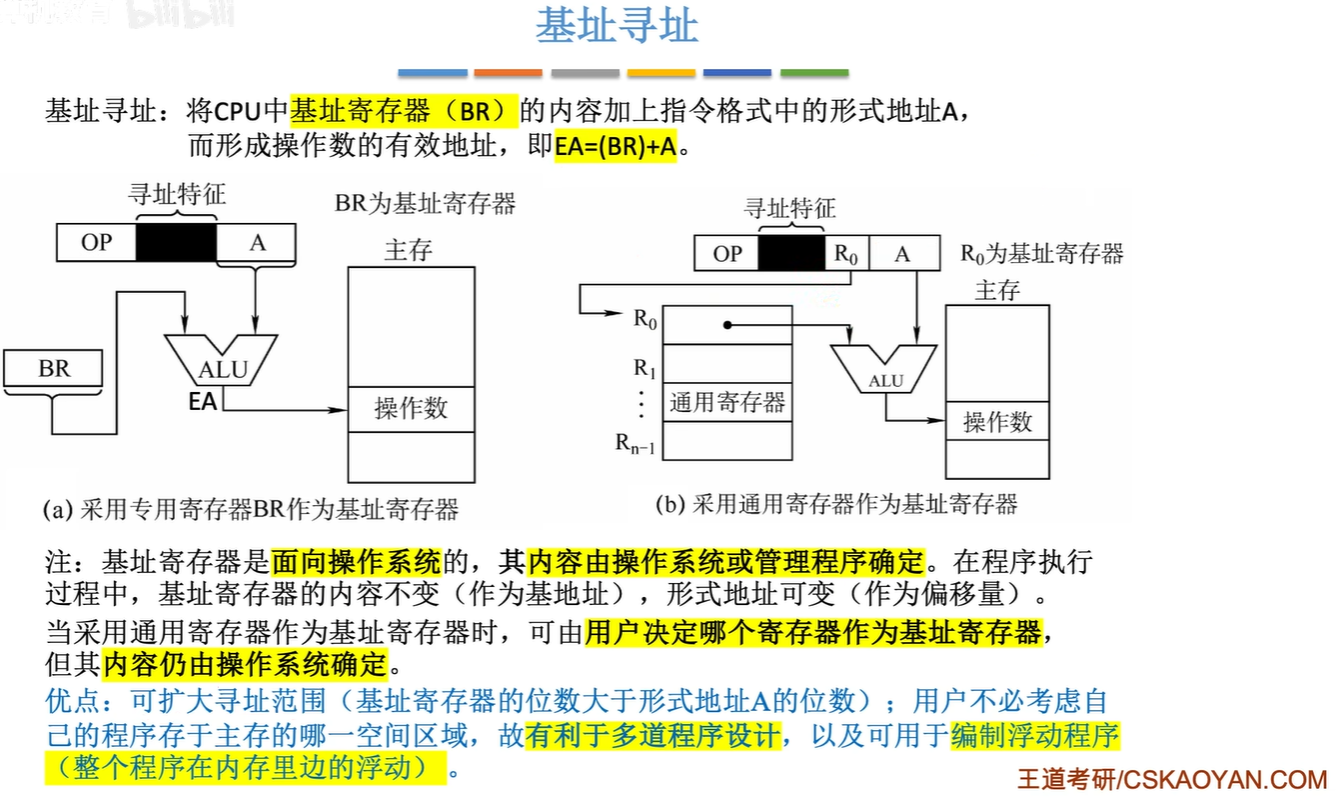 bilibili
基址寻址
基址寻址：将CPU中基址寄存器（BR）的内容加上指令格式中的形式地址A，
而形成操作数的有效地址，即EA=(BR)+A。
寻址特征
BR为基址寄存器
OP A
主存
BR
ALU
EA
操作数
(a) 采用专用寄存器BR作为基址寄存器
寻址特征
OP R₀ A R₀为基址寄存器
主存
R₀
R₁
⋮ 通用寄存器
Rₙ₋₁
ALU
操作数
(b) 采用通用寄存器作为基址寄存器
注：基址寄存器是面向操作系统的，其内容由操作系统或管理程序确定。在程序执行
过程中，基址寄存器的内容不变（作为基地址），形式地址可变（作为偏移量）。
当采用通用寄存器作为基址寄存器时，可由用户决定哪个寄存器作为基址寄存器，
但其内容仍由操作系统确定。
优点：可扩大寻址范围（基址寄存器的位数大于形式地址A的位数）；用户不必考虑自
己的程序存于主存的哪一空间区域，故有利于多道程序设计，以及可用于编制浮动程序
（整个程序在内存里边的浮动）。
王道考研/CSKAOYAN.COM